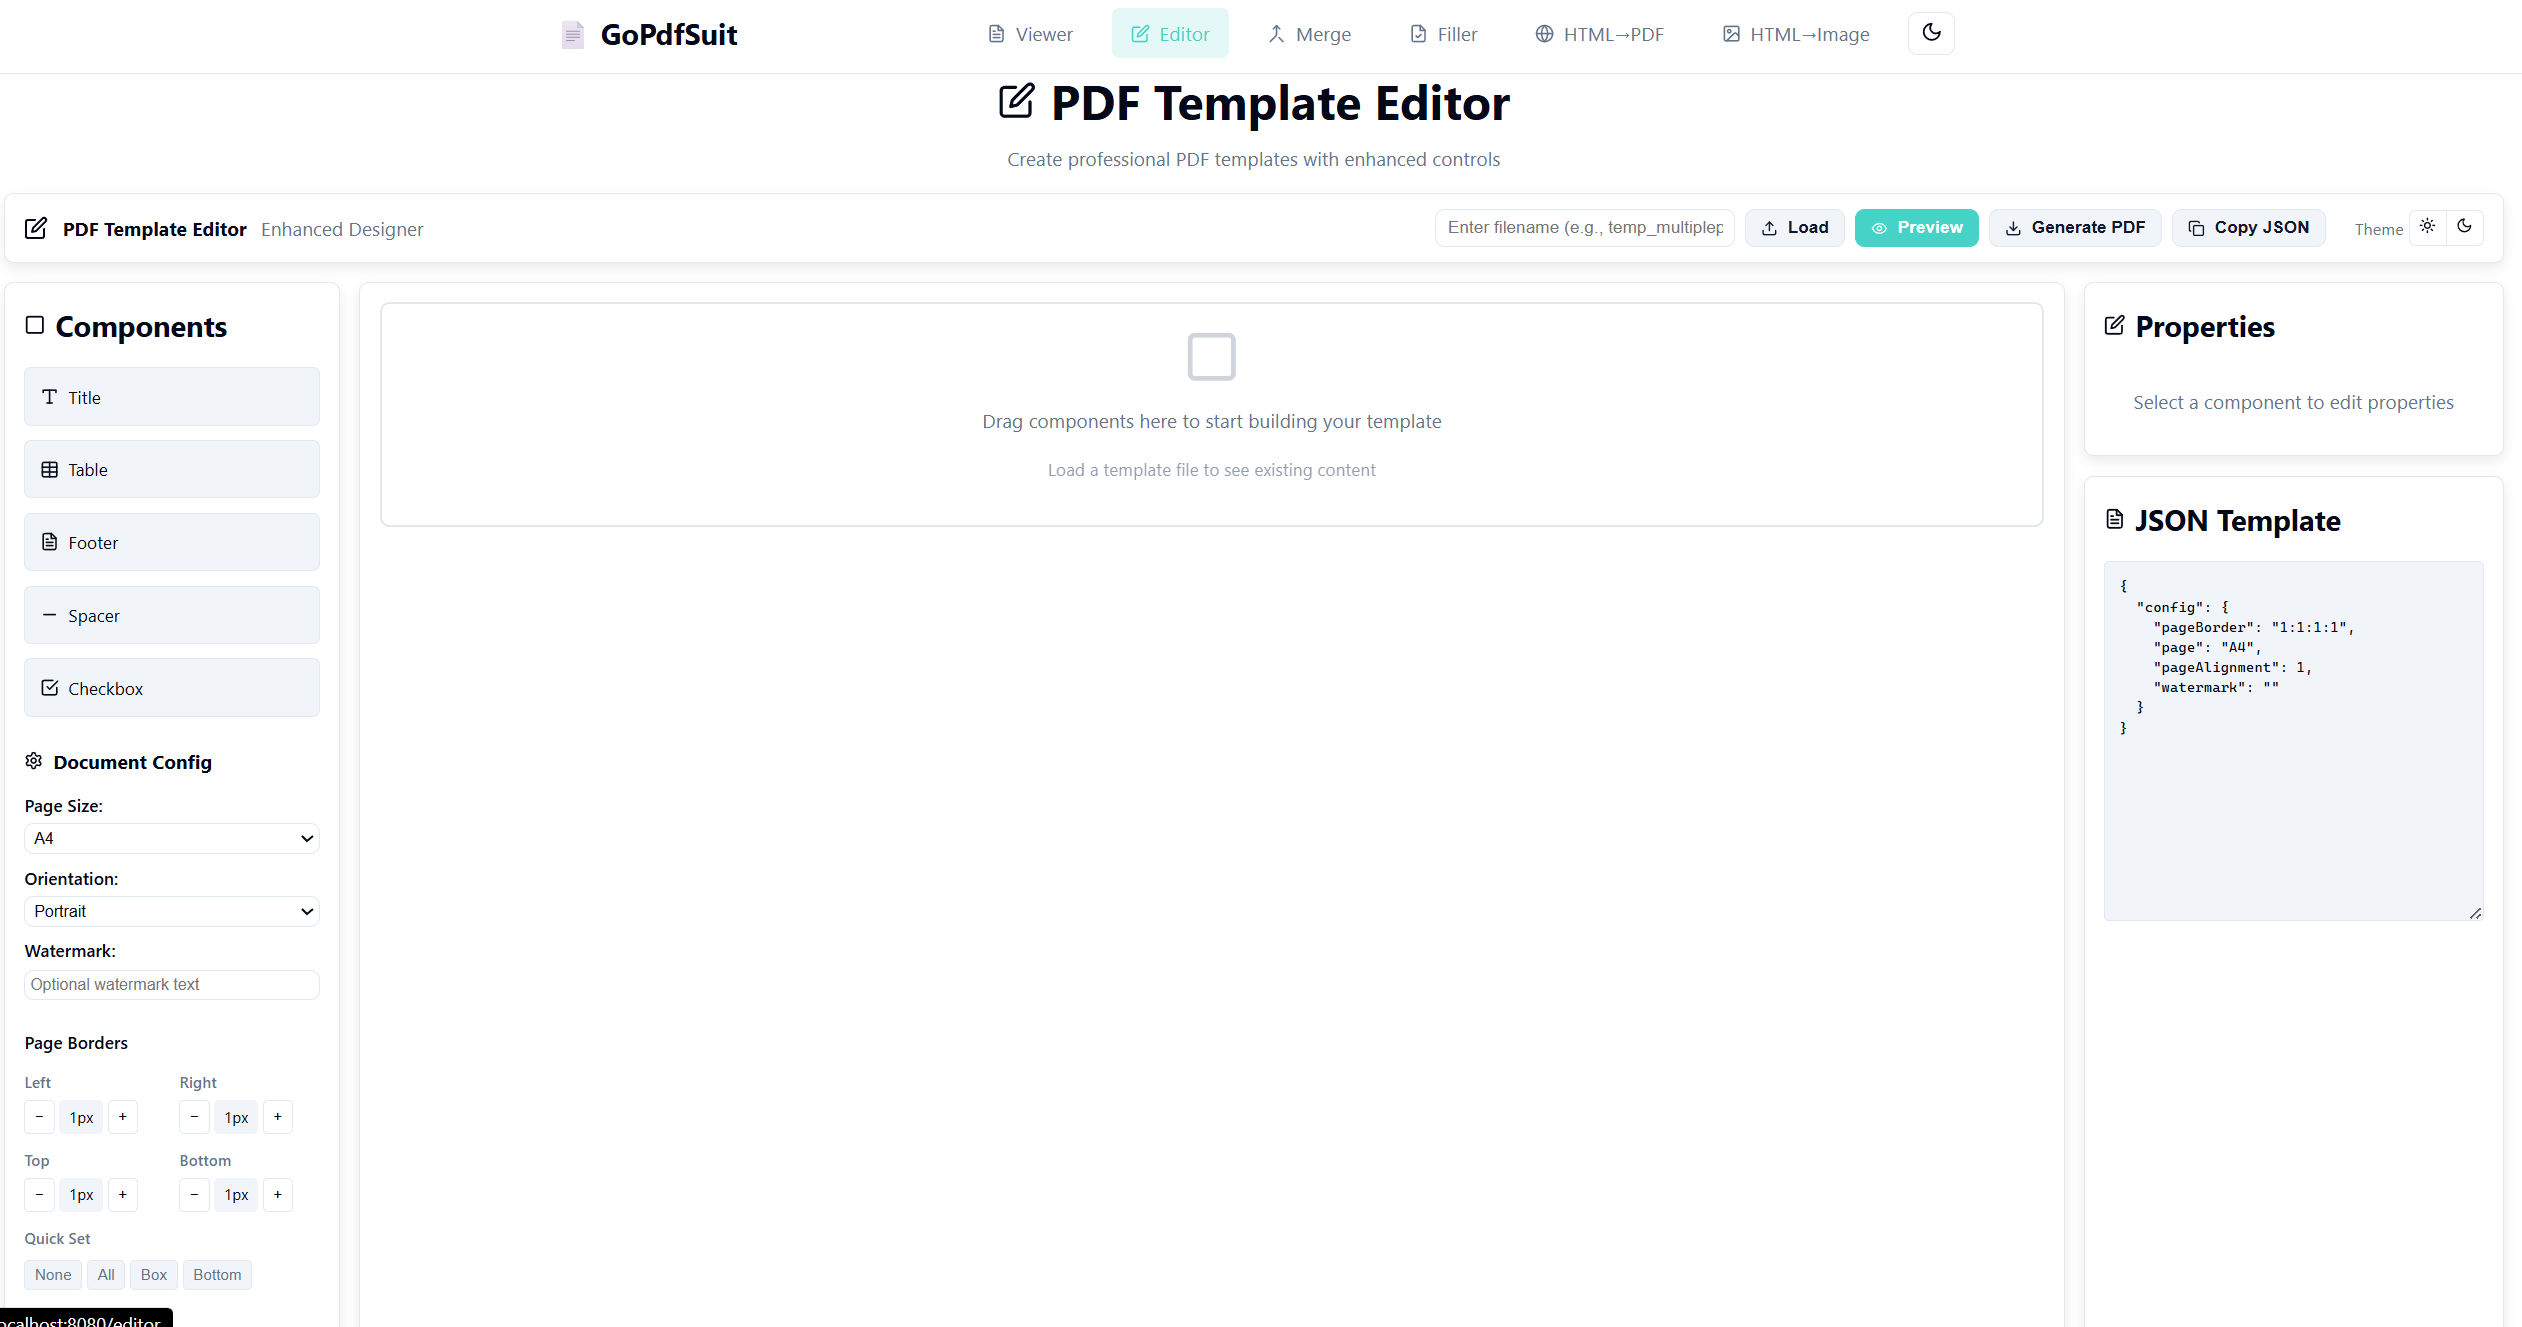 GoPdfSuit
Viewer
Editor
Merge
Filler
HTML→PDF
HTML→Image
PDF Template Editor
Create professional PDF templates with enhanced controls
PDF Template Editor Enhanced Designer
Enter filename (e.g., temp_multiplep
Load
Preview
Generate PDF
Copy JSON
Theme
Components
Title
Table
Footer
Spacer
Checkbox
Document Config
Page Size:
A4
Orientation:
Portrait
Watermark:
Optional watermark text
Page Borders
Left Right
− 1px + − 1px +
Top Bottom
− 1px + − 1px +
Quick Set
None All Box Bottom
Drag components here to start building your template
Load a template file to see existing content
Properties
Select a component to edit properties
JSON Template
{
"config": {
"pageBorder": "1:1:1:1",
"page": "A4",
"pageAlignment": 1,
"watermark": ""
}
}
ocalhost:8080/editor